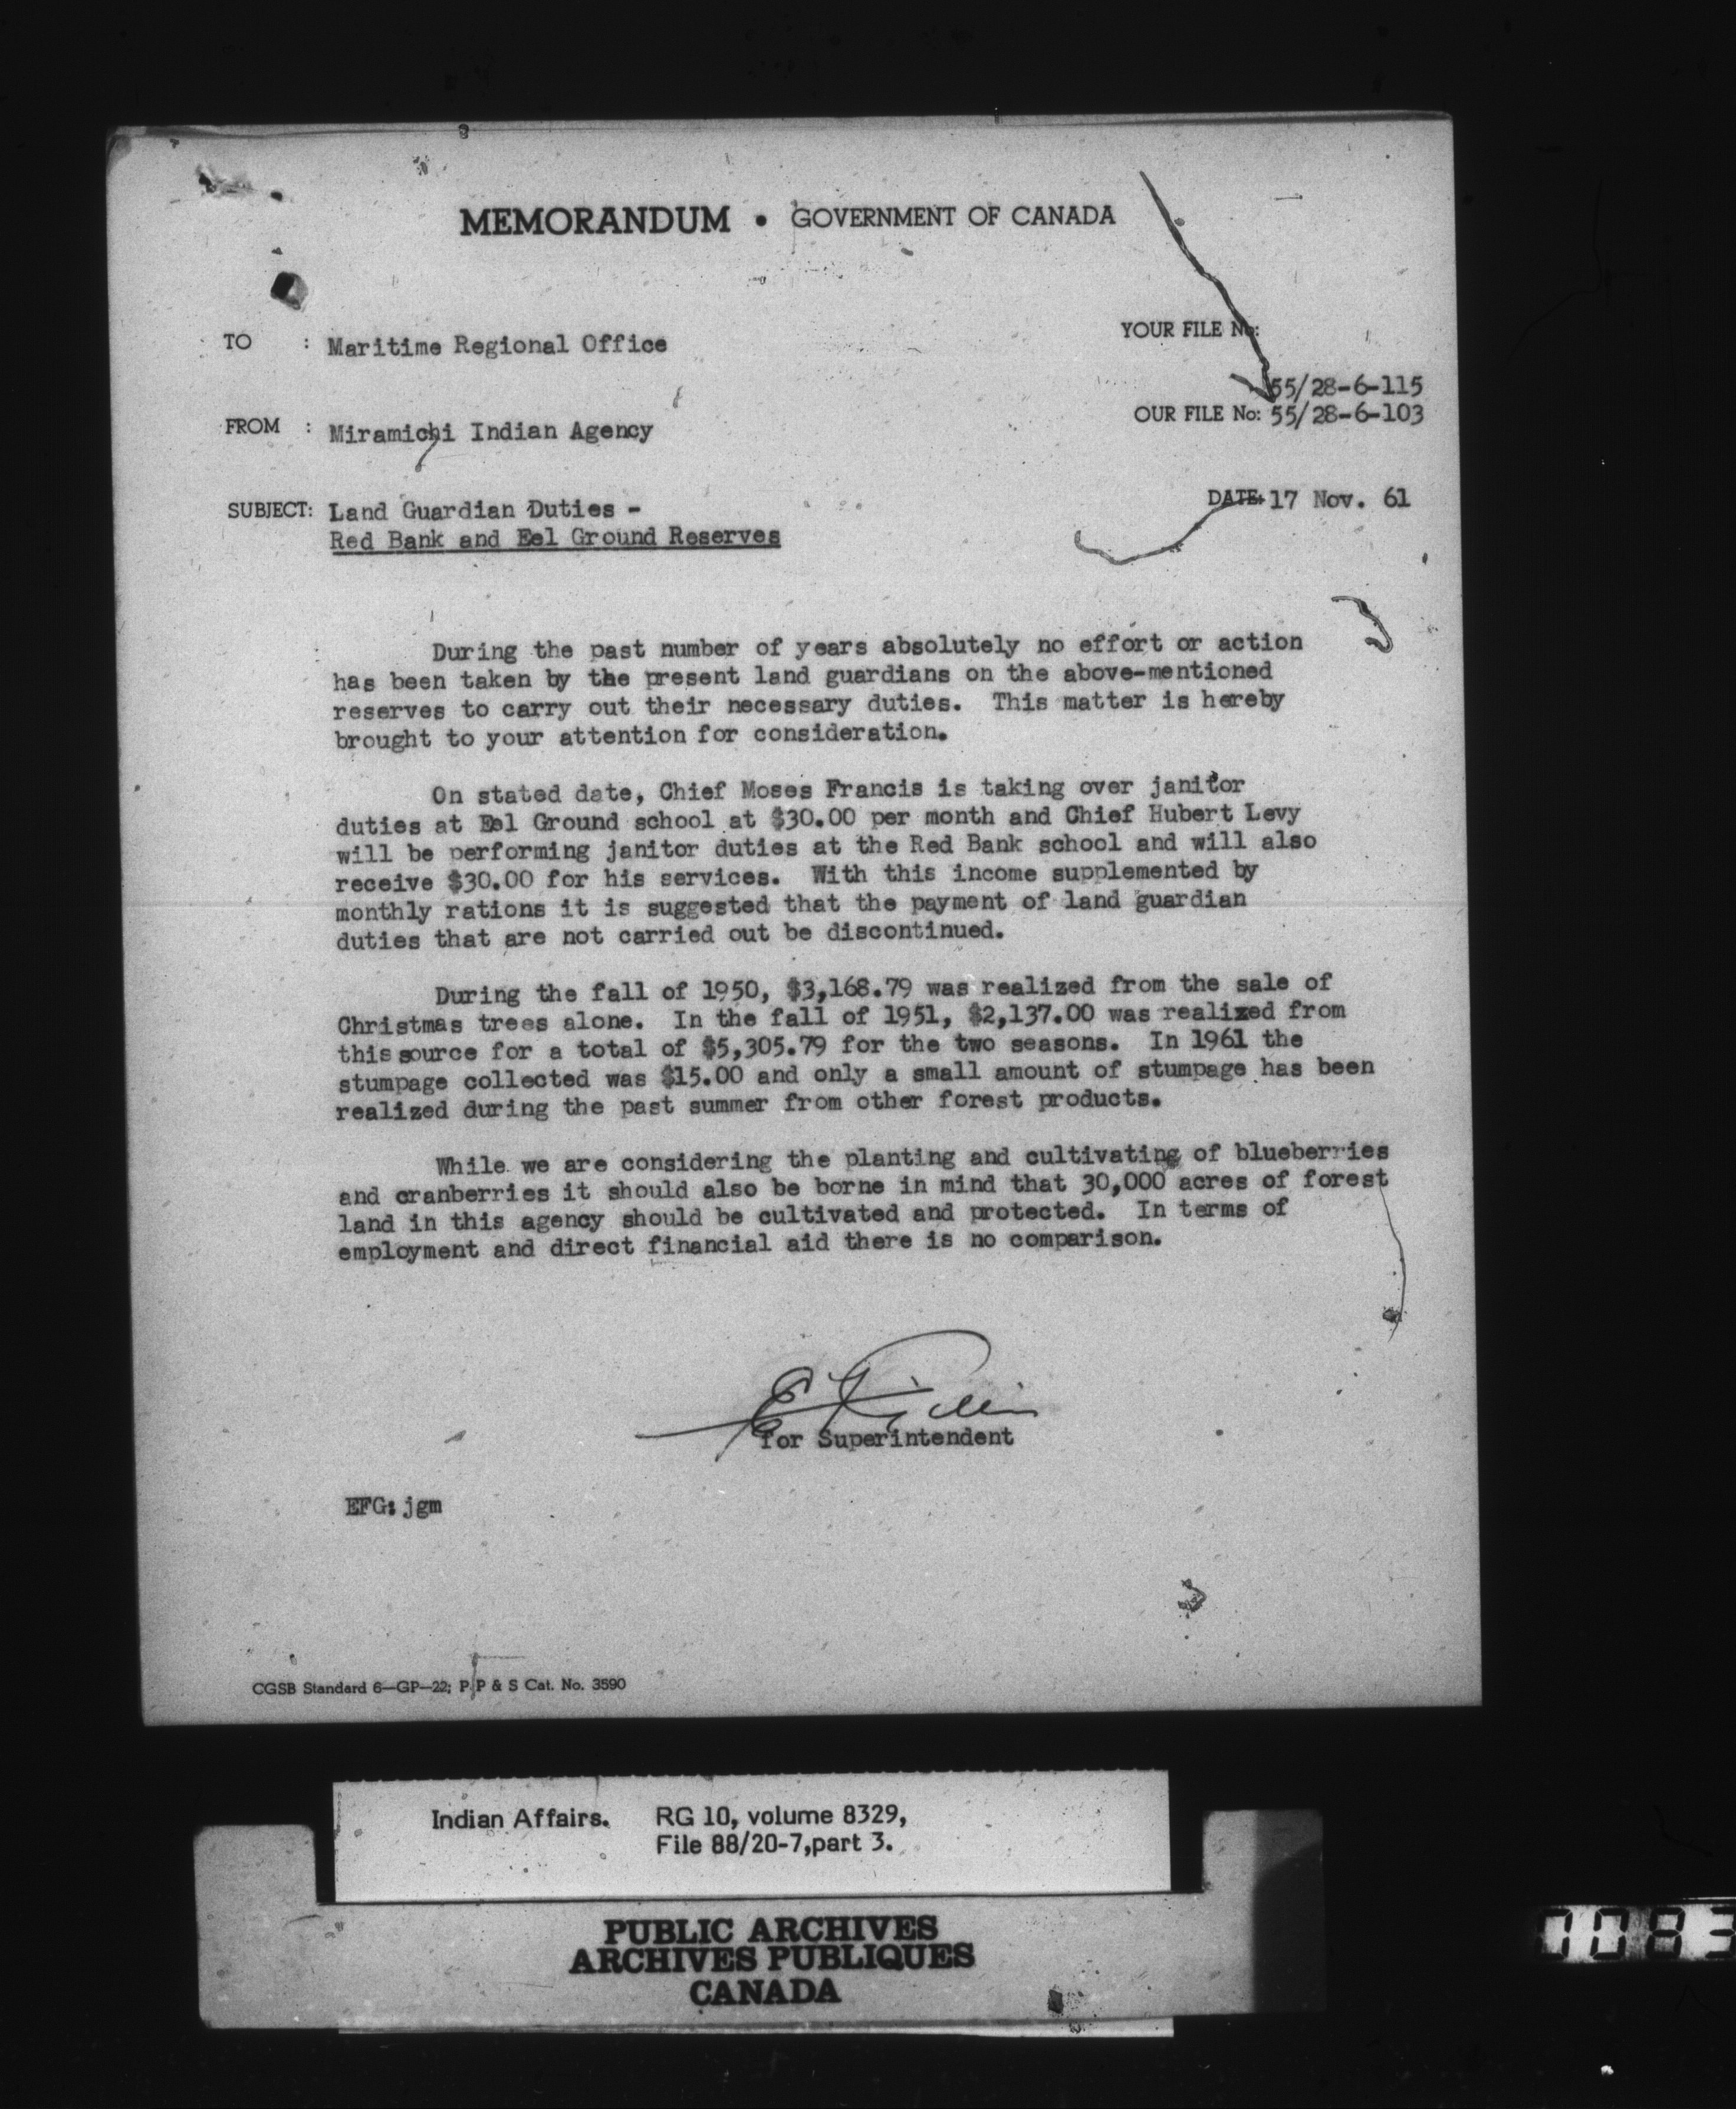 MEMORANDUM • GOVERNMENT OF CANADA
TO : Maritime Regional Office
YOUR FILE No:
55/28-6-115
OUR FILE No: 55/28-6-103
FROM : Miramichi Indian Agency
DATE: 17 Nov. 61
SUBJECT: Land Guardian Duties -
Red Bank and Eel Ground Reserves
During the past number of years absolutely no effort or action
has been taken by the present land guardians on the above-mentioned
reserves to carry out their necessary duties. This matter is hereby
brought to your attention for consideration.
On stated date, Chief Moses Francis is taking over janitor
duties at Eel Ground school at $30.00 per month and Chief Hubert Levy
will be performing janitor duties at the Red Bank school and will also
receive $30.00 for his services. With this income supplemented by
monthly rations it is suggested that the payment of land guardian
duties that are not carried out be discontinued.
During the fall of 1950, $3,168.79 was realized from the sale of
Christmas trees alone. In the fall of 1951, $2,137.00 was realized from
this source for a total of $5,305.79 for the two seasons. In 1961 the
stumpage collected was $15.00 and only a small amount of stumpage has been
realized during the past summer from other forest products.
While we are considering the planting and cultivating of blueberries
and cranberries it should also be borne in mind that 30,000 acres of forest
land in this agency should be cultivated and protected. In terms of
employment and direct financial aid there is no comparison.
for Superintendent
EFG:jgm
CGSB Standard 6—GP—22; P P & S Cat. No. 3590
Indian Affairs. RG 10, volume 8329,
File 88/20-7,part 3.
PUBLIC ARCHIVES
ARCHIVES PUBLIQUES
CANADA
0083